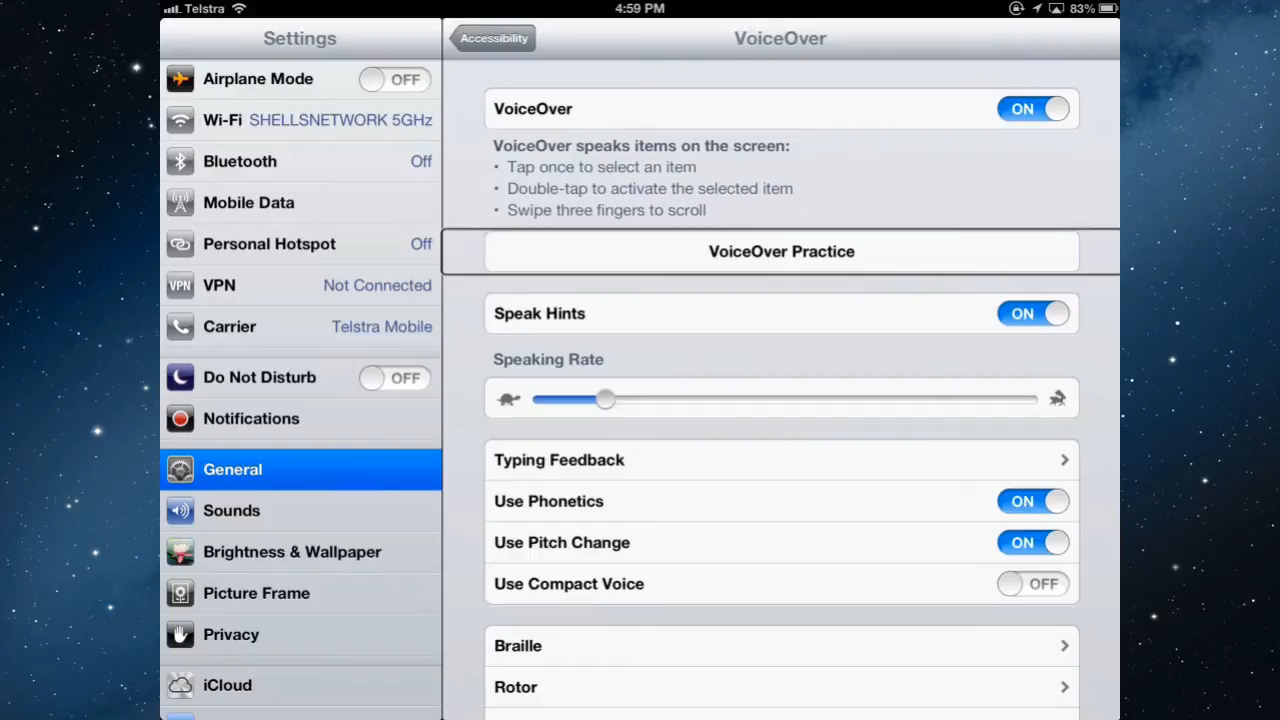 Telstra 4:59 PM 83%
Settings
Airplane Mode OFF
Wi-Fi SHELLSNETWORK 5GHz
Bluetooth Off
Mobile Data
Personal Hotspot Off
VPN VPN Not Connected
Carrier Telstra Mobile
Do Not Disturb OFF
Notifications
General
Sounds
Brightness & Wallpaper
Picture Frame
Privacy
iCloud
Accessibility VoiceOver
VoiceOver ON
VoiceOver speaks items on the screen:
• Tap once to select an item
• Double-tap to activate the selected item
• Swipe three fingers to scroll
VoiceOver Practice
Speak Hints ON
Speaking Rate
Typing Feedback
Use Phonetics ON
Use Pitch Change ON
Use Compact Voice OFF
Braille
Rotor